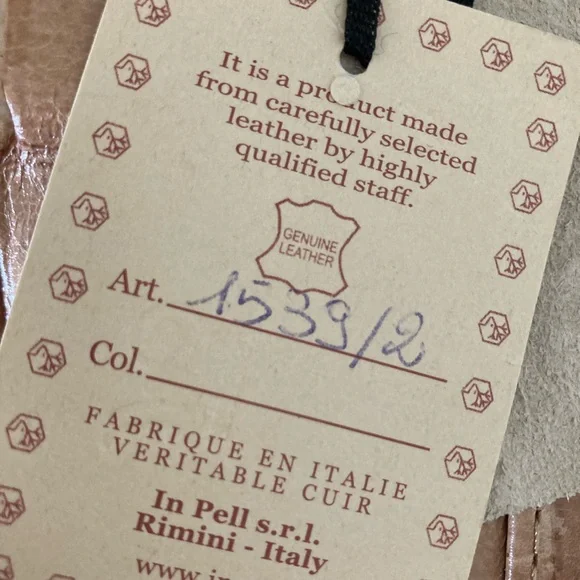 It is a product made
from carefully selected
leather by highly
qualified staff.
GENUINE
LEATHER
Art. 1539/2
Col.
FABRIQUE EN ITALIE
VERITABLE CUIR
In Pell s.r.l.
Rimini - Italy